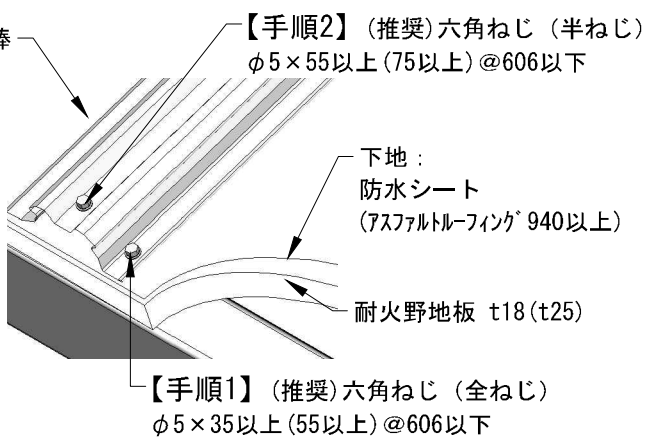 棒
【手順2】(推奨)六角ねじ(半ねじ)
φ5×55以上(75以上)@606以下
下地：
防水シート
(ｱｽﾌｧﾙﾄﾙｰﾌｨﾝｸﾞ940以上)
耐火野地板 t18(t25)
【手順1】(推奨)六角ねじ(全ねじ)
φ5×35以上(55以上)@606以下